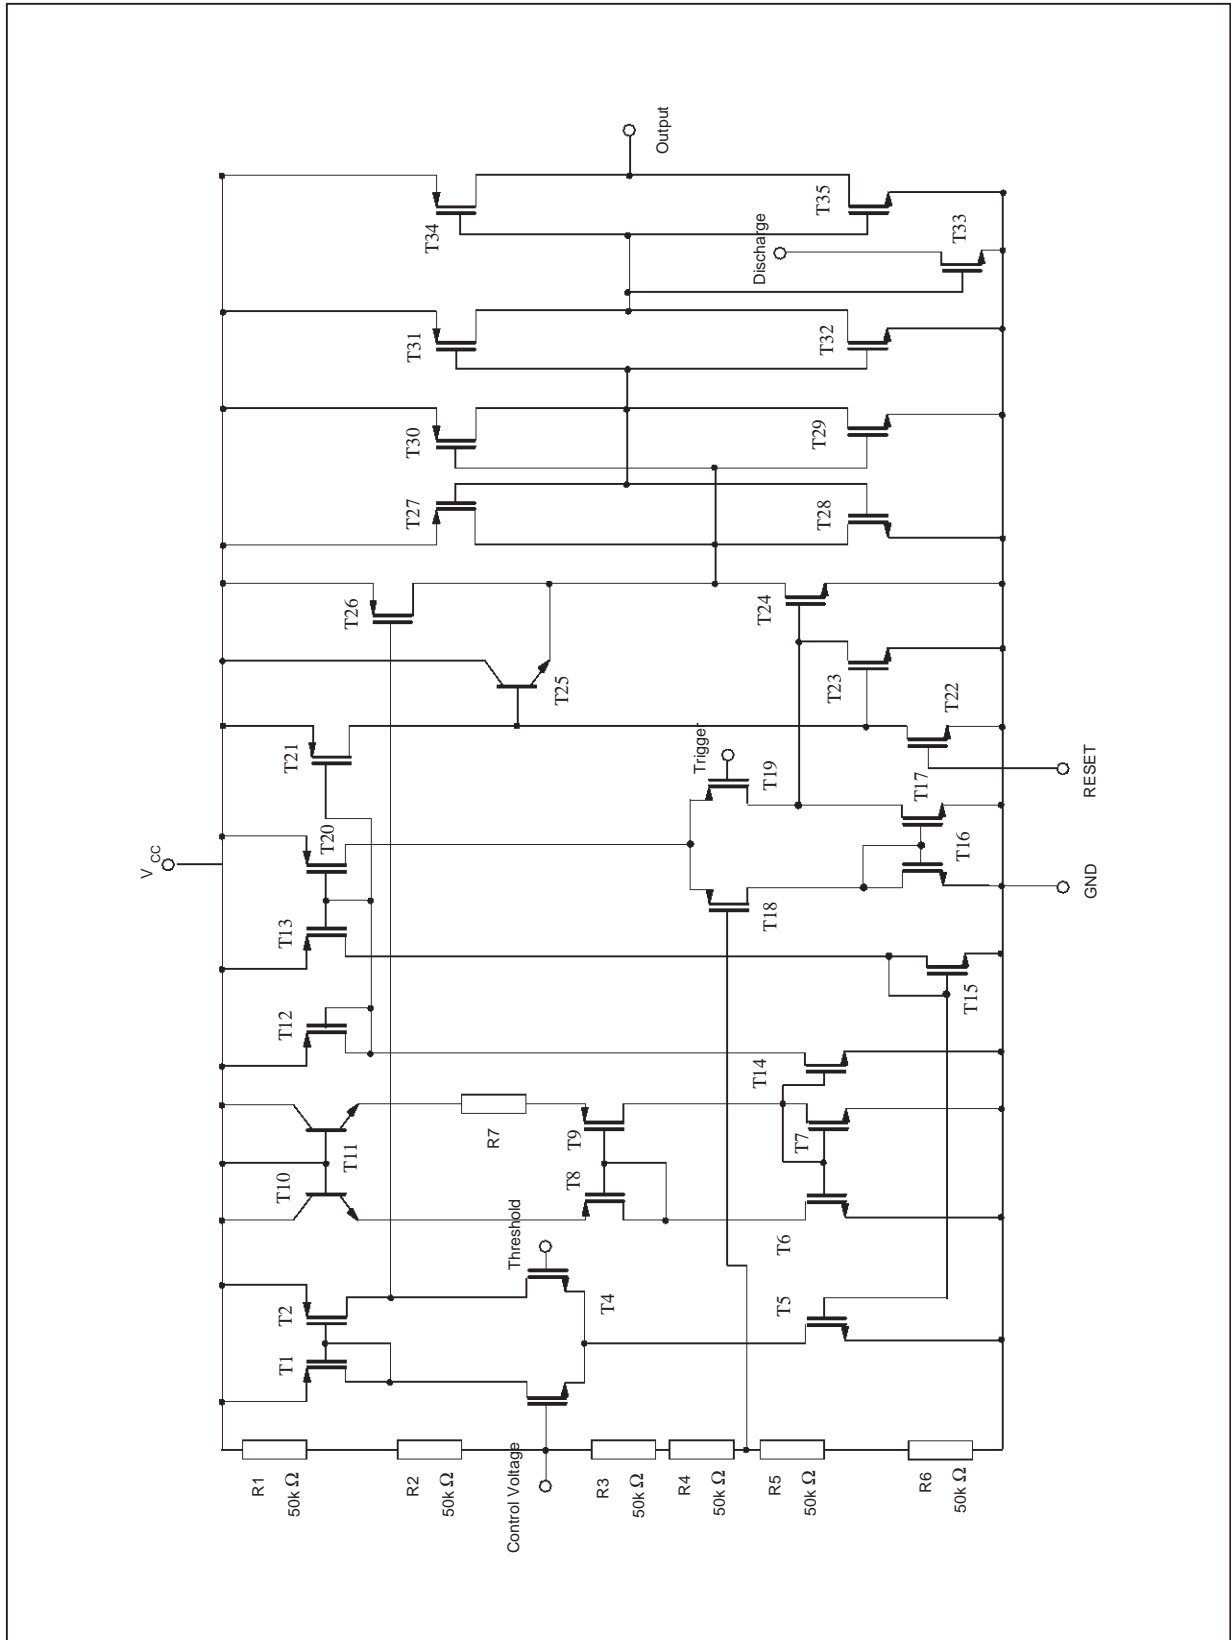 V CC
Output
Discharge
T34
T35
T33
T31
T32
T30
T29
T27
T28
T26
T24
T25
T23
T22
T21
Trigge
T19
T17
RESET
T20
T16
T18
GND
T13
T15
T12
T14
T11
R7
T9
T7
T10
T8
T6
Threshold
T2
T4
T5
T1
Control Voltage
R1
50k Ω
R2
50k Ω
R3
50k Ω
R4
50k Ω
R5
50k Ω
R6
50k Ω